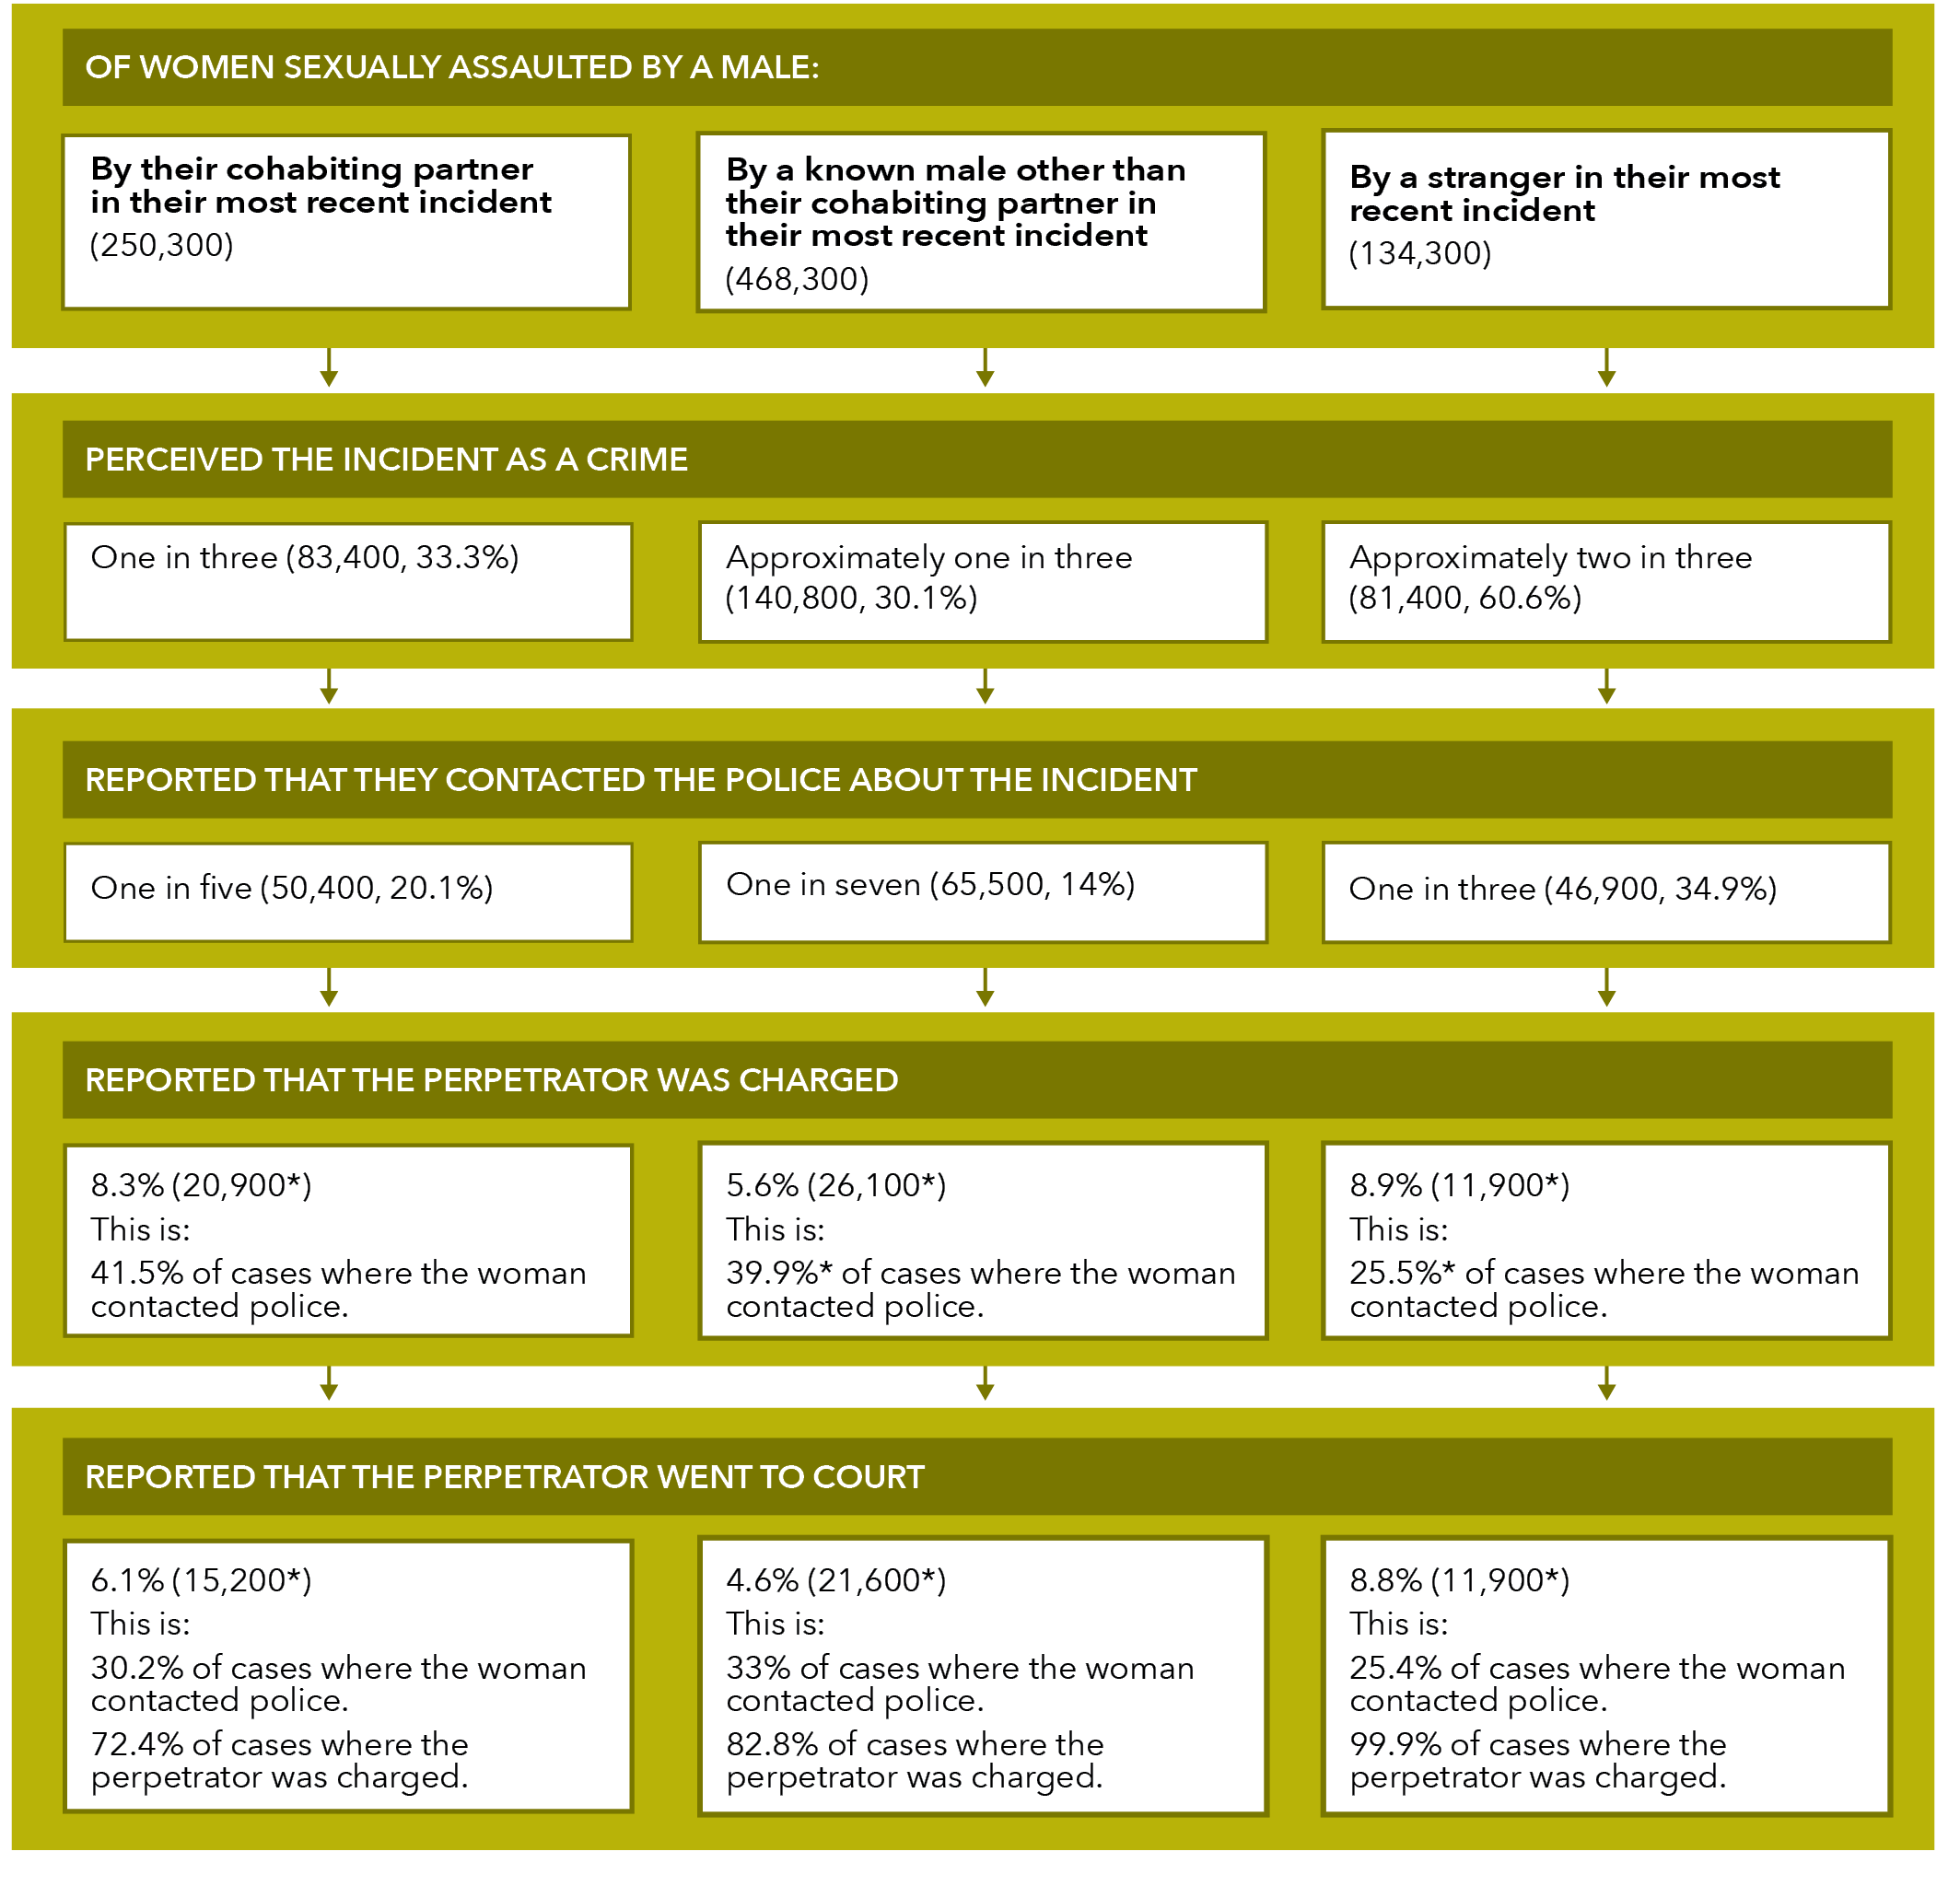 OF WOMEN SEXUALLY ASSAULTED BY A MALE:
By their cohabiting partner
in their most recent incident
(250,300)
By a known male other than
their cohabiting partner in
their most recent incident
(468,300)
By a stranger in their most
recent incident
(134,300)
PERCEIVED THE INCIDENT AS A CRIME
One in three (83,400, 33.3%)
Approximately one in three
(140,800, 30.1%)
Approximately two in three
(81,400, 60.6%)
REPORTED THAT THEY CONTACTED THE POLICE ABOUT THE INCIDENT
One in five (50,400, 20.1%)
One in seven (65,500, 14%)
One in three (46,900, 34.9%)
REPORTED THAT THE PERPETRATOR WAS CHARGED
8.3% (20,900*)
This is:
41.5% of cases where the woman
contacted police.
5.6% (26,100*)
This is:
39.9%* of cases where the woman
contacted police.
8.9% (11,900*)
This is:
25.5%* of cases where the woman
contacted police.
REPORTED THAT THE PERPETRATOR WENT TO COURT
6.1% (15,200*)
This is:
30.2% of cases where the woman
contacted police.
72.4% of cases where the
perpetrator was charged.
4.6% (21,600*)
This is:
33% of cases where the woman
contacted police.
82.8% of cases where the
perpetrator was charged.
8.8% (11,900*)
This is:
25.4% of cases where the woman
contacted police.
99.9% of cases where the
perpetrator was charged.